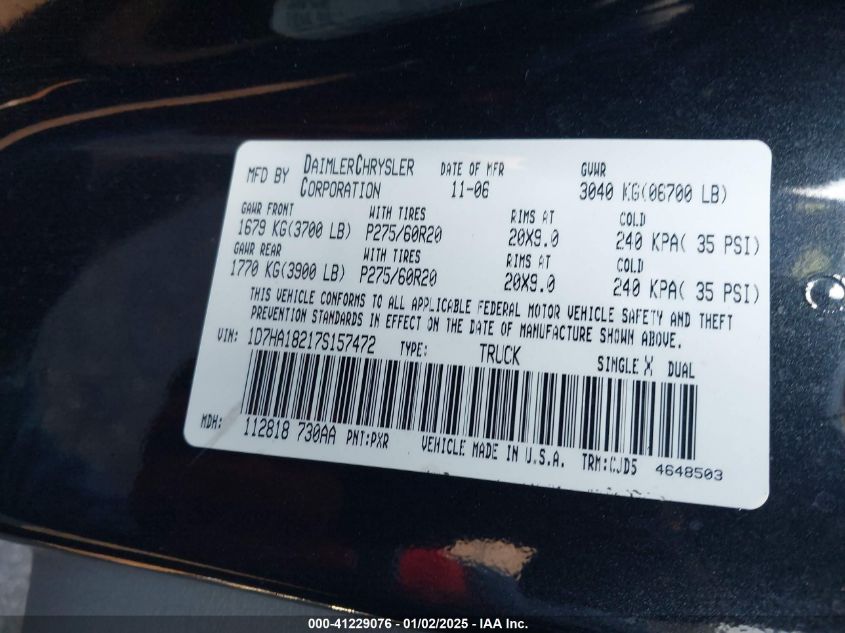 MFD BY DAIMLERCHRYSLER CORPORATION DATE OF MFR 11-06 GVWR 3040 KG(06700 LB)
GAWR FRONT WITH TIRES RIMS AT COLD
1679 KG(3700 LB) P275/60R20 20X9.0 240 KPA( 35 PSI)
GAWR REAR WITH TIRES RIMS AT COLD
1770 KG(3900 LB) P275/60R20 20X9.0 240 KPA( 35 PSI)
THIS VEHICLE CONFORMS TO ALL APPLICABLE FEDERAL MOTOR VEHICLE SAFETY AND THEFT
PREVENTION STANDARDS IN EFFECT ON THE DATE OF MANUFACTURE SHOWN ABOVE.
VIN: 1D7HA18217S157472 TYPE: TRUCK SINGLE X DUAL
MDH: 112818 730AA PNT:PXR VEHICLE MADE IN U.S.A. TRM:CJD5 4648503
000-41229076 - 01/02/2025 - IAA Inc.